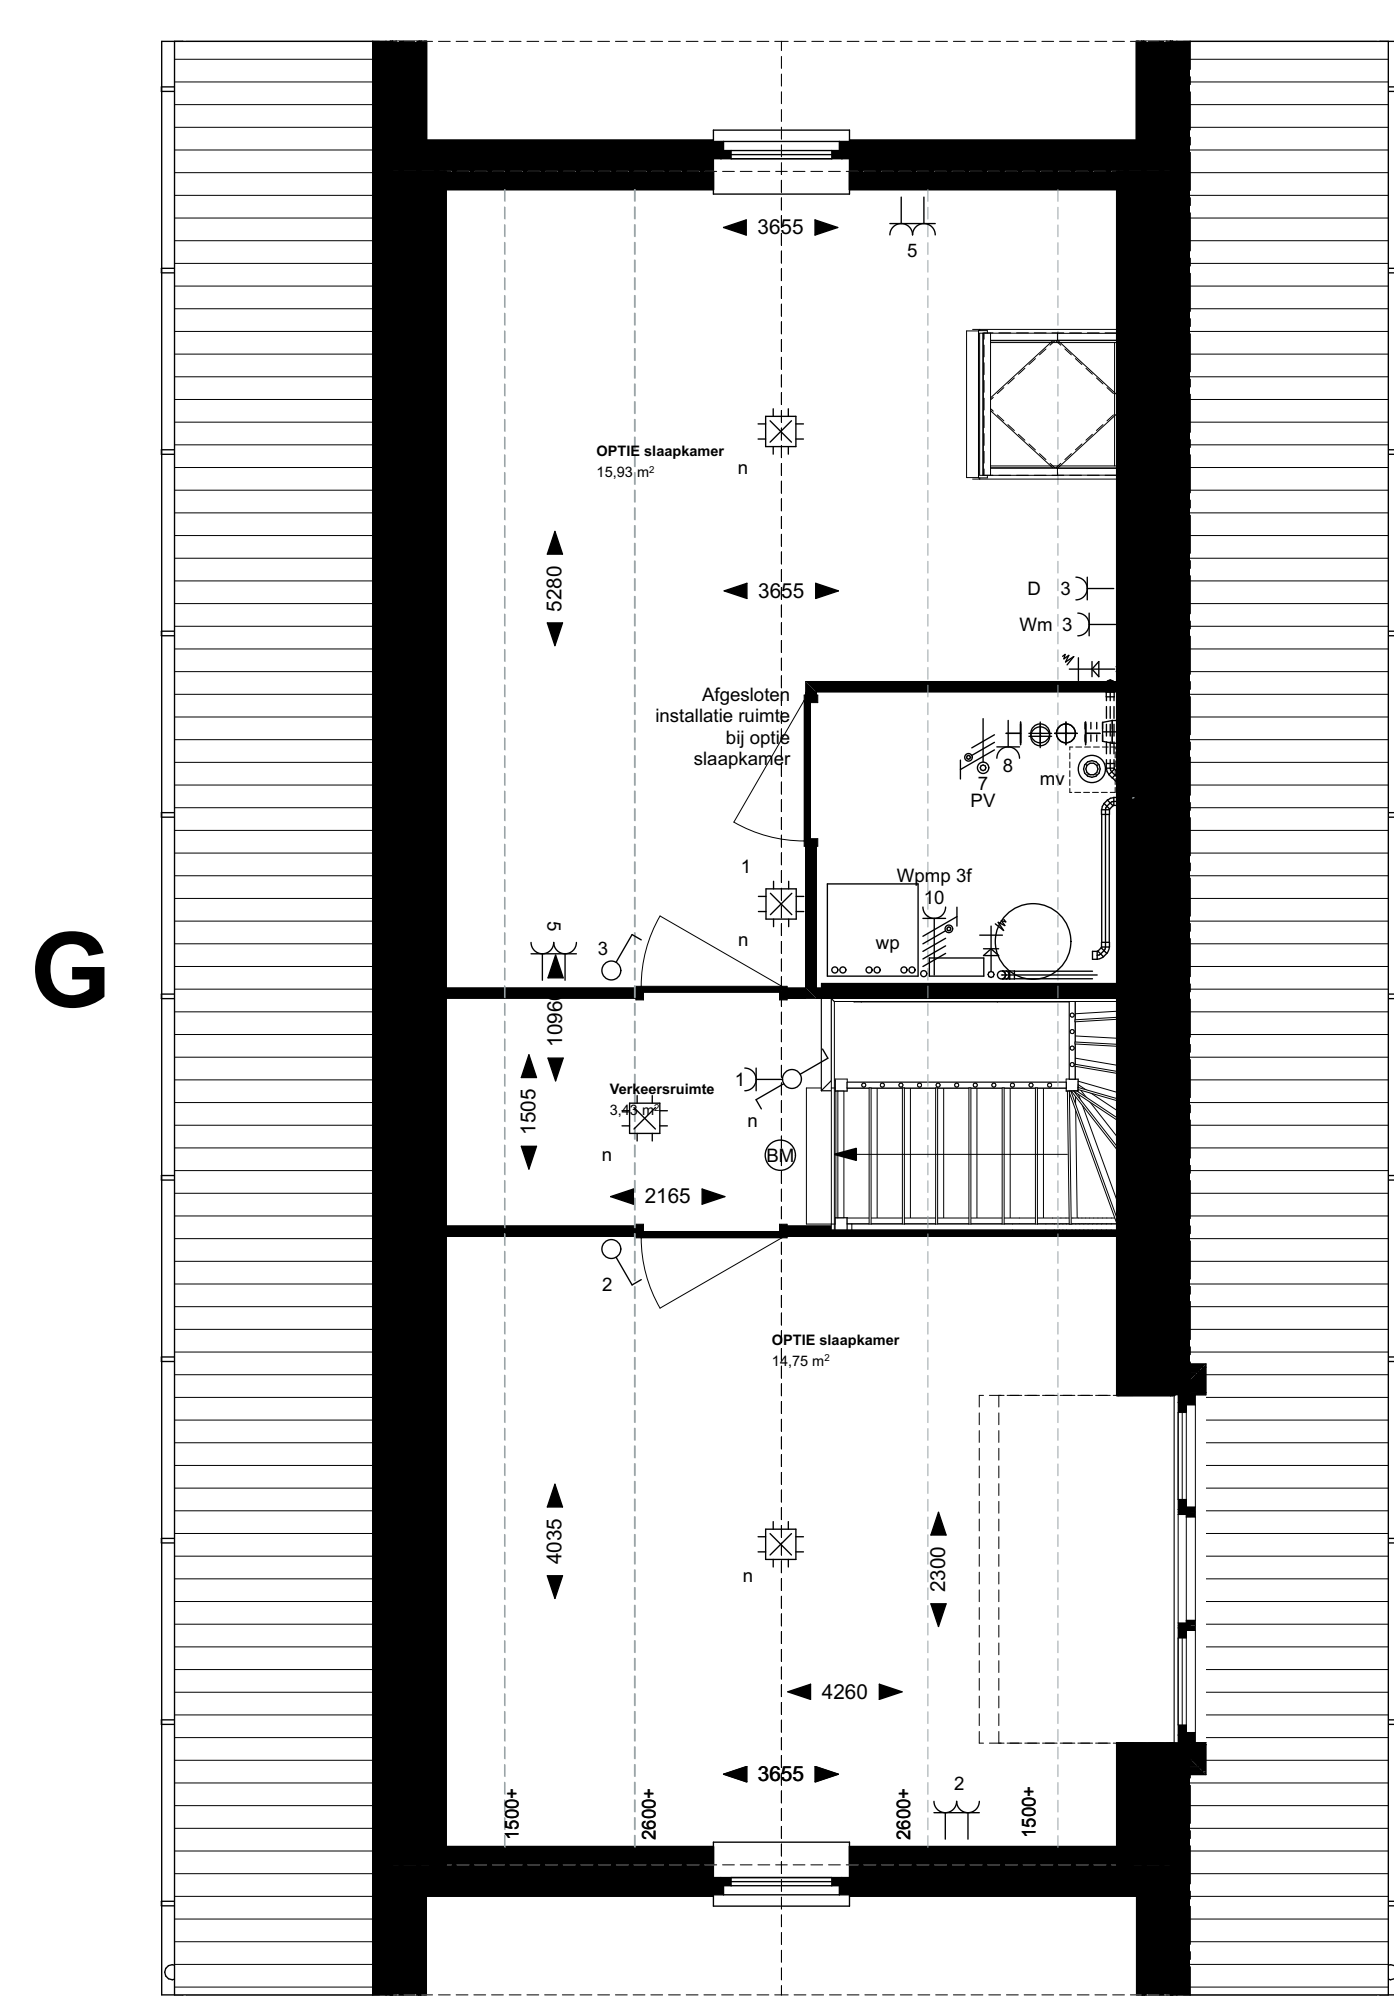 3655
5
OPTIE slaapkamer
15,93 m²
n
5280
3655
D 3
Wm 3
Afgesloten
installatie ruimte
bij optie
slaapkamer
8
7
PV
mv
1
Wpmp 3f
10
wp
n
5
3
G
1096
1505
1
Verkeersruimte
3,43 m²
n
n
BM
2165
2
OPTIE slaapkamer
14,75 m²
4035
n
2300
4260
3655
2
1500+
2600+
2600+
1500+